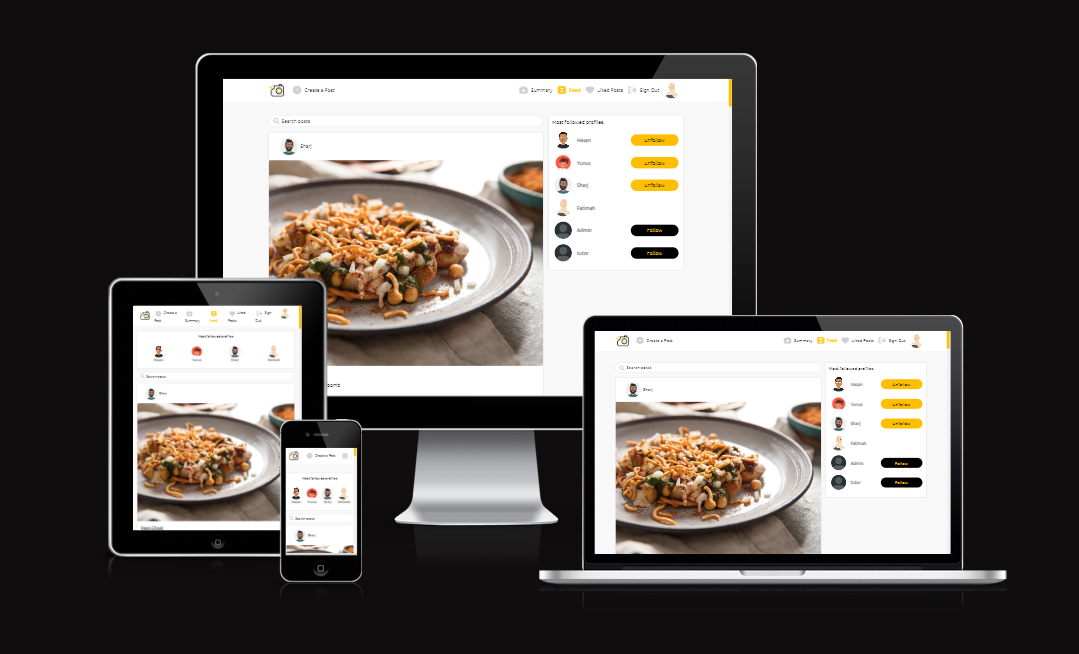 Create a Post
Summary
Feed
Liked Posts
Sign Out
Search posts
Sharj
Most followed profiles.
Hasan
Unfollow
Yunus
Unfollow
Sharj
Unfollow
Fatimah
Admin
Follow
tutor
Follow
bomb
Create a
Post
Summary
Feed
Liked
Posts
Sign
Out
Most followed profiles.
Hasan
Yunus
Sharj
Fatimah
Search posts
Sharj
Create a Post
Most followed profiles.
Hasan
Yunus
Sharj
Fatimah
Search posts
Sharj
Create a Post
Summary
Feed
Liked Posts
Sign Out
Search posts
Sharj
Most followed profiles.
Hasan
Unfollow
Yunus
Unfollow
Sharj
Unfollow
Fatimah
Admin
Follow
tutor
Follow